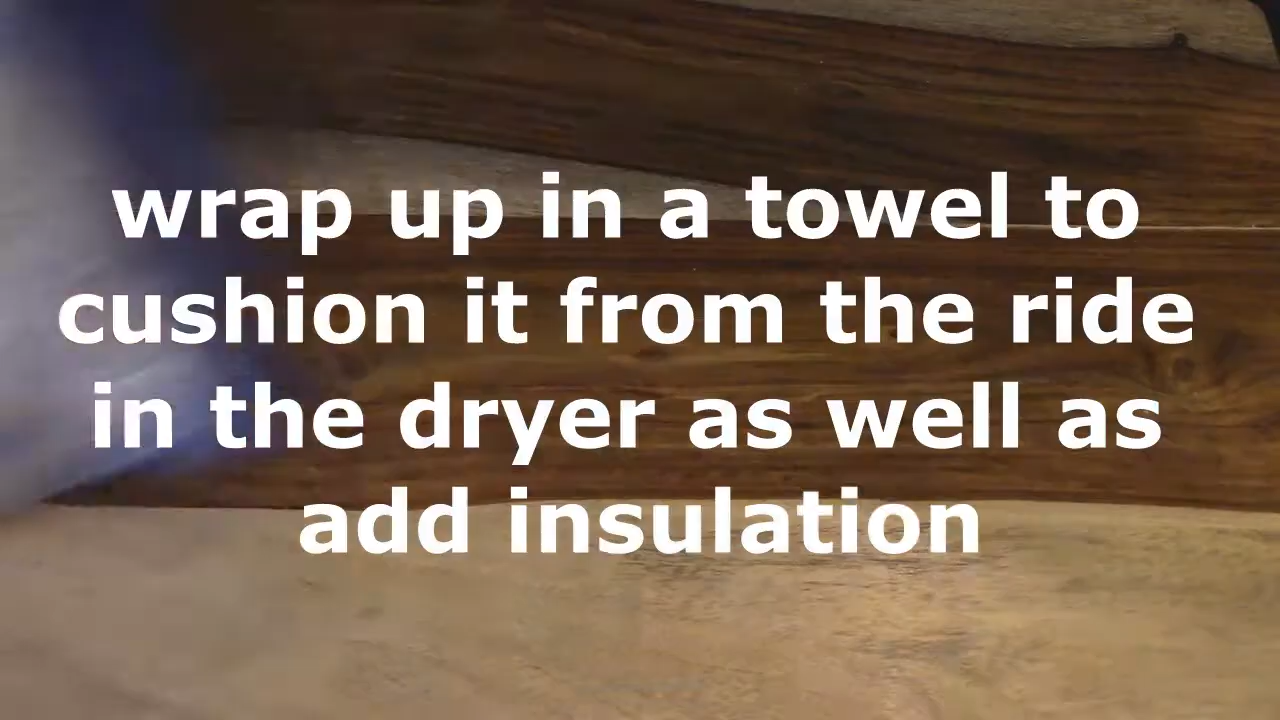 wrap up in a towel to
cushion it from the ride
in the dryer as well as
add insulation